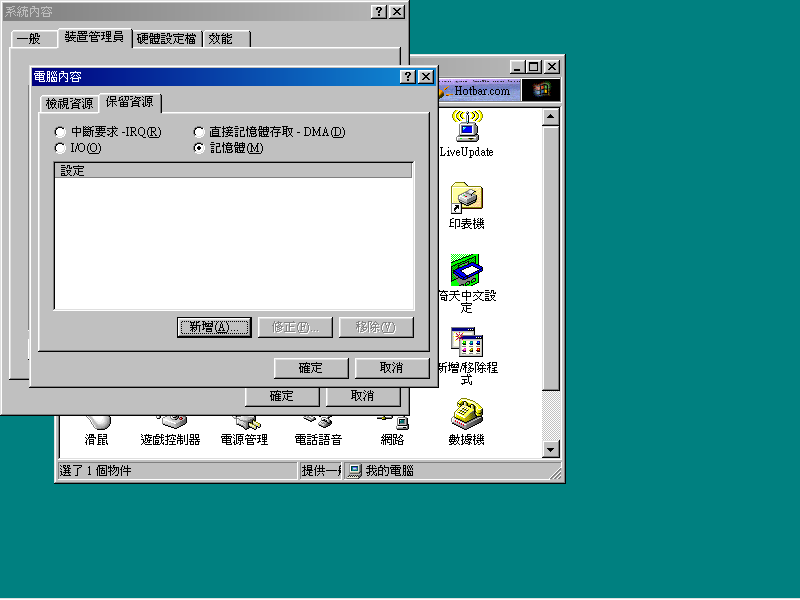 系統內容
一般 裝置管理員 硬體設定檔 效能
電腦內容
檢視資源 保留資源
中斷要求 -IRQ(R) 直接記憶體存取 - DMA(D)
I/O(O) 記憶體(M)
設定
新增(A)... 修正(E)... 移除(V)
確定 取消
確定 取消
Hotbar.com
LiveUpdate
印表機
倚天中文設
定
新增/移除程
式
滑鼠 遊戲控制器 電源管理 電話語音 網路 數據機
選了 1 個物件 提供一 我的電腦